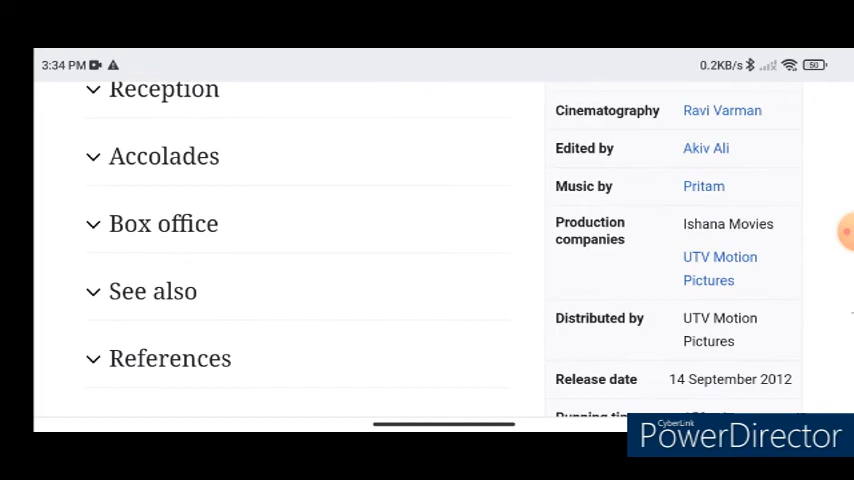 3:34 PM
0.2KB/s
50
Reception
Accolades
Box office
See also
References
Cinematography Ravi Varman
Edited by Akiv Ali
Music by Pritam
Production companies Ishana Movies
UTV Motion
Pictures
Distributed by UTV Motion
Pictures
Release date 14 September 2012
CyberLink
PowerDirector